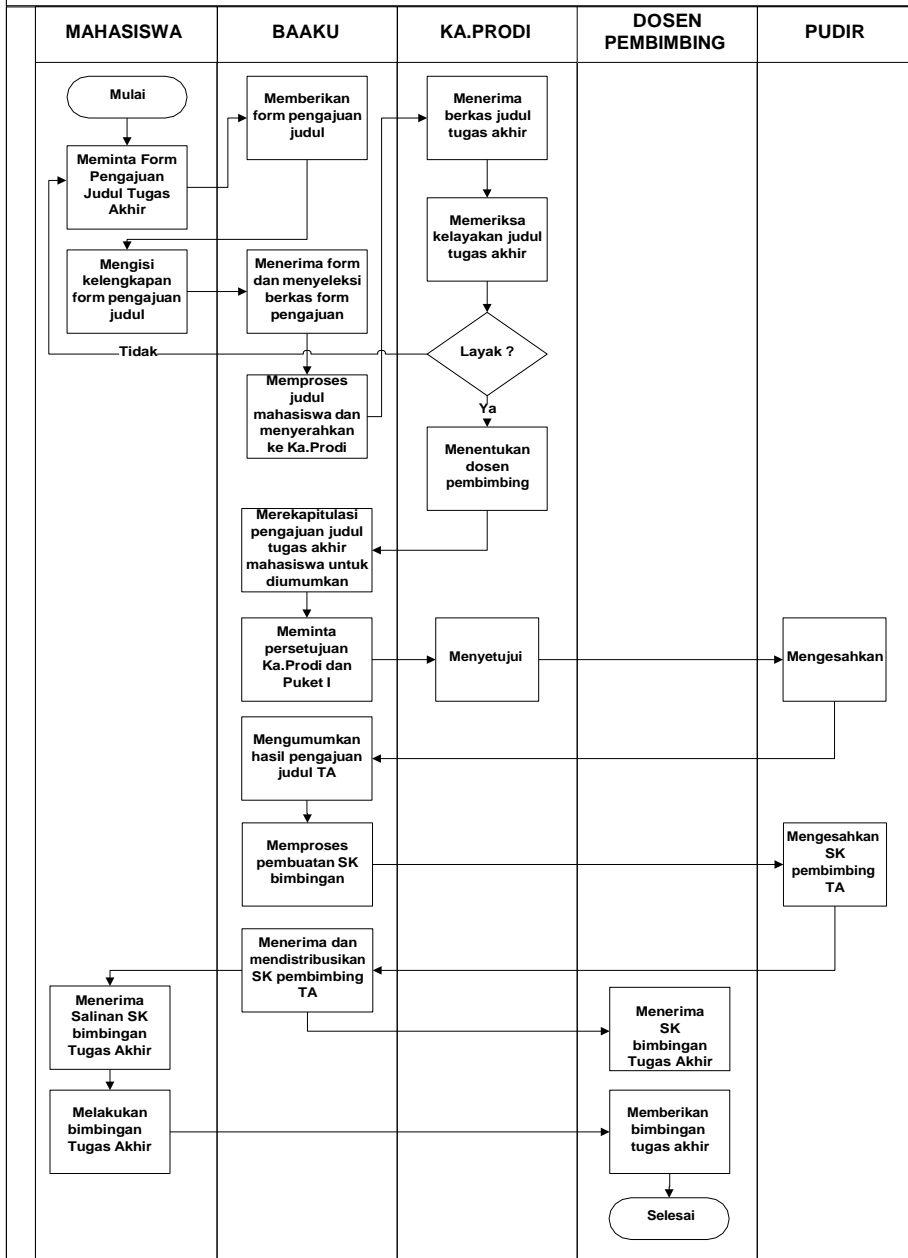 MAHASISWA
BAAKU
KA.PRODI
DOSEN
PEMBIMBING
PUDIR
Mulai
Memberikan
form pengajuan
judul
Menerima
berkas judul
tugas akhir
Meminta Form
Pengajuan
Judul Tugas
Akhir
Memeriksa
kelayakan judul
tugas akhir
Mengisi
kelengkapan
form pengajuan
judul
Menerima form
dan menyeleksi
berkas form
pengajuan
Tidak
Layak ?
Memproses
judul
mahasiswa dan
menyerahkan
ke Ka.Prodi
Ya
Menentukan
dosen
pembimbing
Merekapitulasi
pengajuan judul
tugas akhir
mahasiswa untuk
diumumkan
Meminta
persetujuan
Ka.Prodi dan
Puket I
Menyetujui
Mengesahkan
Mengumumkan
hasil pengajuan
judul TA
Memproses
pembuatan SK
bimbingan
Mengesahkan
SK
pembimbing
TA
Menerima dan
mendistribusikan
SK pembimbing
TA
Menerima
Salinan SK
bimbingan
Tugas Akhir
Menerima
SK
bimbingan
Tugas Akhir
Melakukan
bimbingan
Tugas Akhir
Memberikan
bimbingan
tugas akhir
Selesai